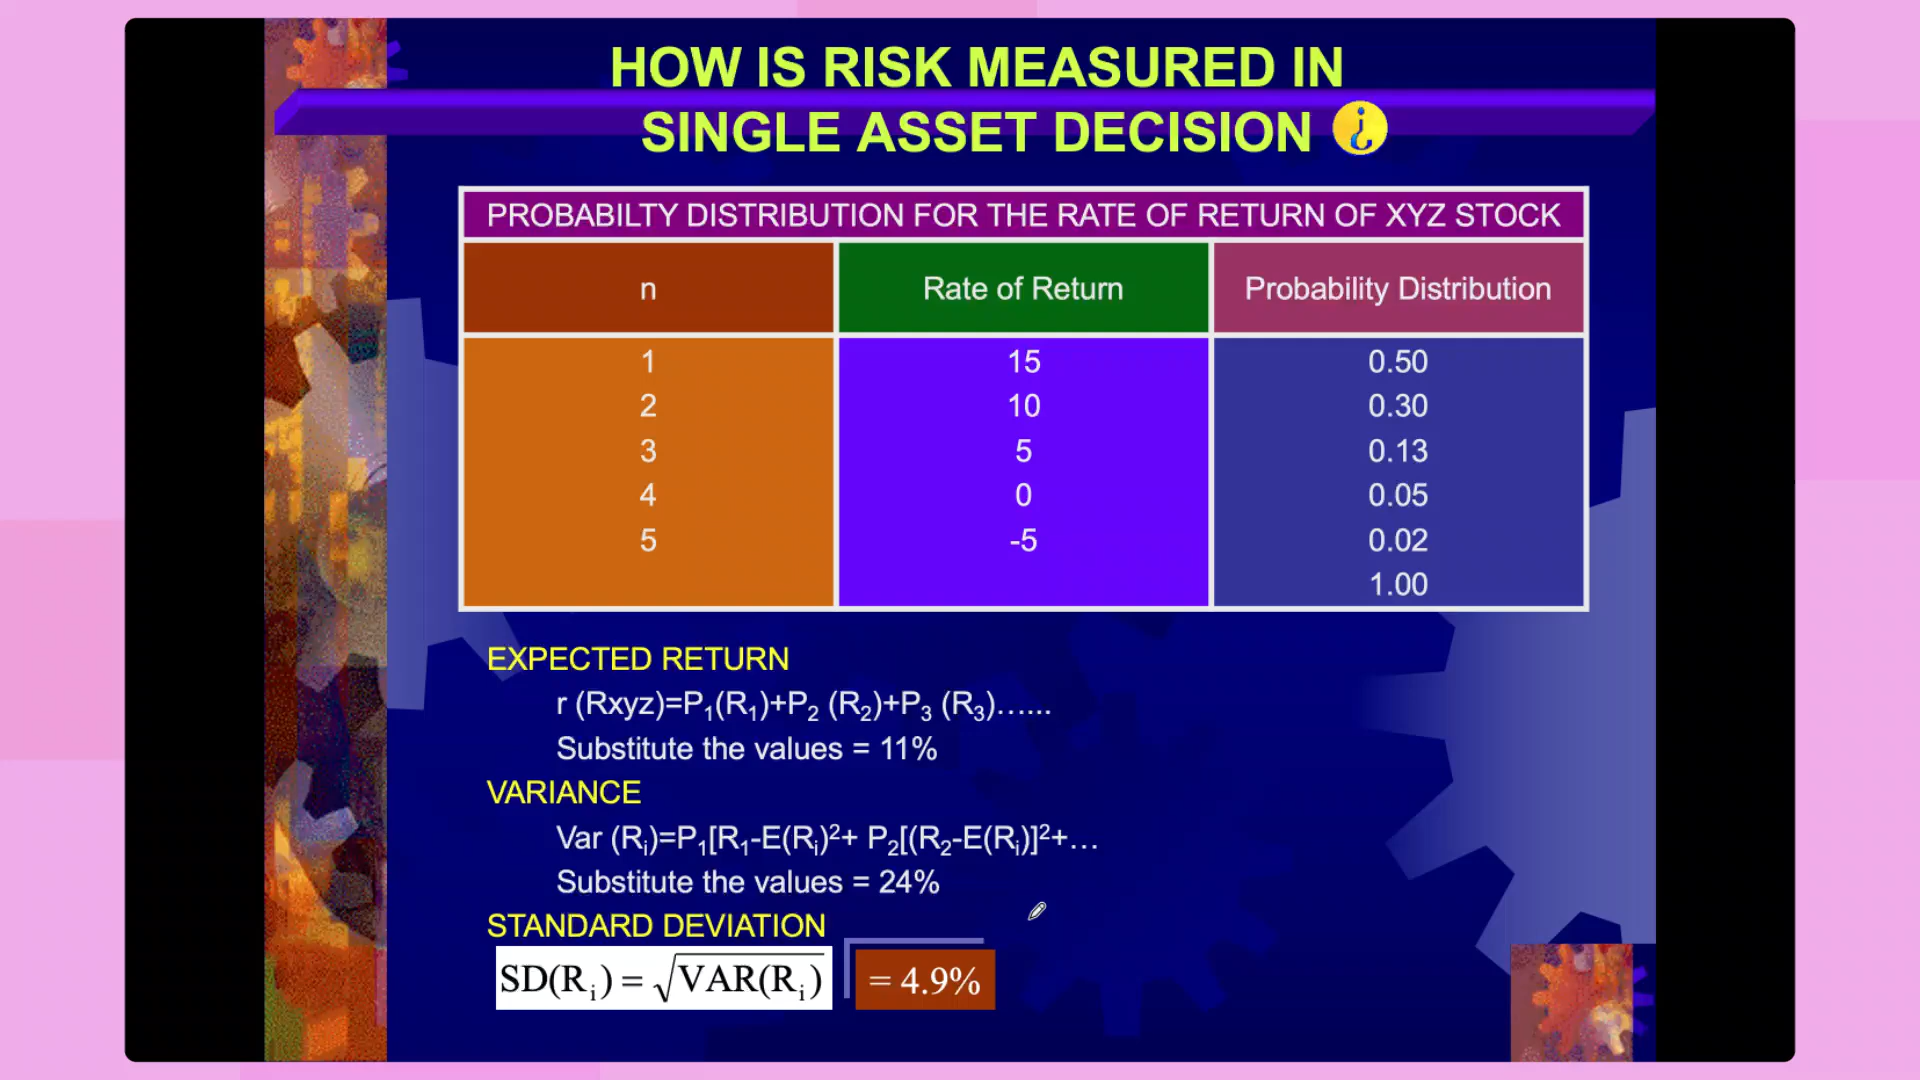 HOW IS RISK MEASURED IN
SINGLE ASSET DECISION ¿
PROBABILTY DISTRIBUTION FOR THE RATE OF RETURN OF XYZ STOCK
n Rate of Return Probability Distribution
1 15 0.50
2 10 0.30
3 5 0.13
4 0 0.05
5 -5 0.02
1.00
EXPECTED RETURN
r (Rxyz)=P₁(R₁)+P₂ (R₂)+P₃ (R₃)......
Substitute the values = 11%
VARIANCE
Var (Rᵢ)=P₁[R₁-E(Rᵢ)²+ P₂[(R₂-E(Rᵢ)]²+...
Substitute the values = 24%
STANDARD DEVIATION
SD(Rᵢ) = √VAR(Rᵢ) = 4.9%